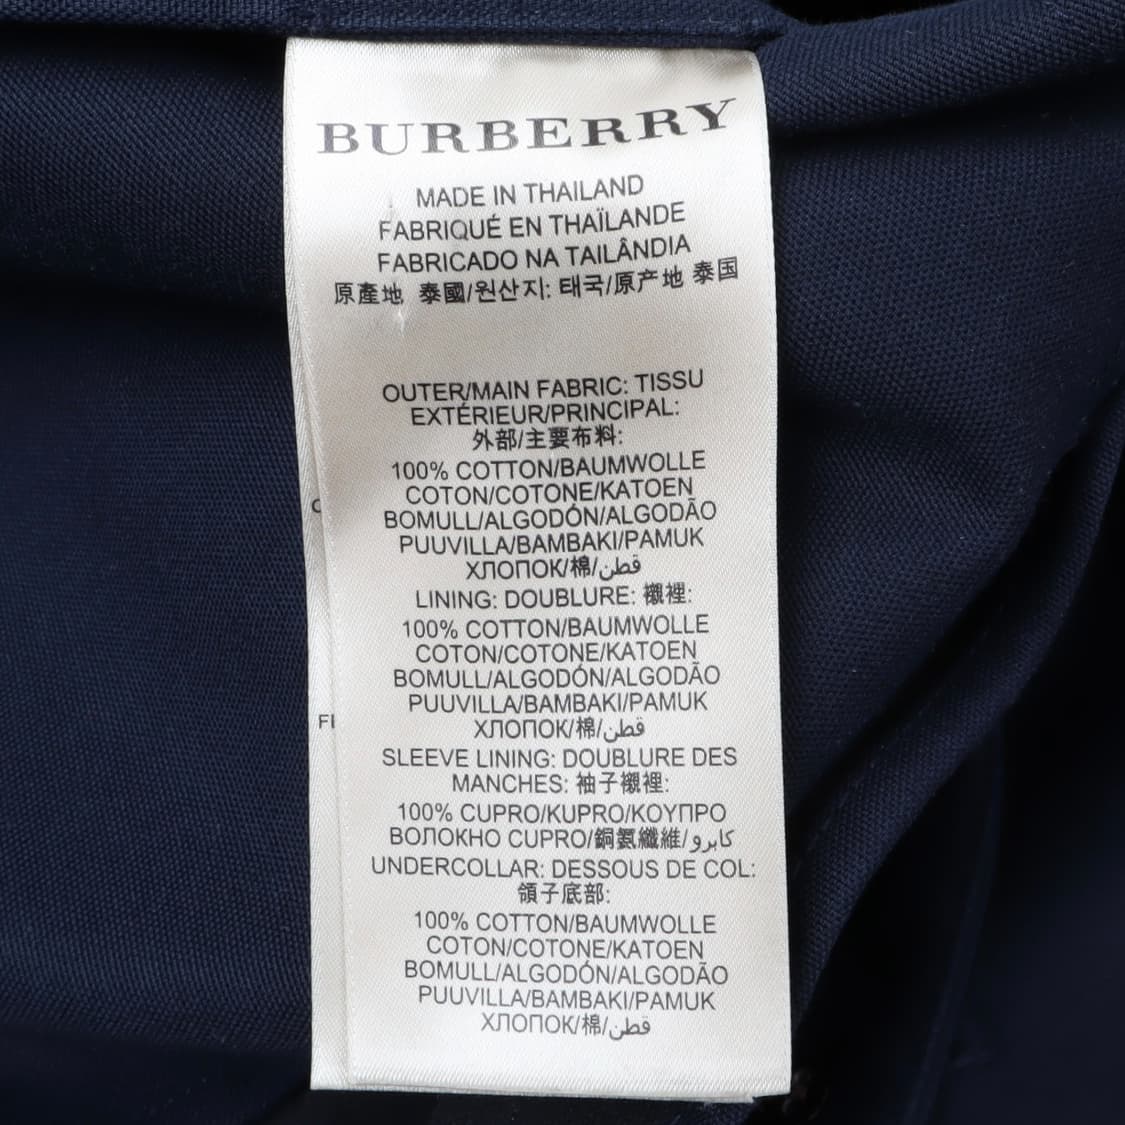 BURBERRY
MADE IN THAILAND
FABRIQUÉ EN THAÏLANDE
FABRICADO NA TAILÂNDIA
原產地 泰國/원산지: 태국/原产地 泰国
OUTER/MAIN FABRIC: TISSU
EXTÉRIEUR/PRINCIPAL:
外部/主要布料:
100% COTTON/BAUMWOLLE
COTON/COTONE/KATOEN
BOMULL/ALGODÓN/ALGODÃO
PUUVILLA/BAMBAKI/PAMUK
ХЛОПОК/棉/قطن
LINING: DOUBLURE: 襯裡:
100% COTTON/BAUMWOLLE
COTON/COTONE/KATOEN
BOMULL/ALGODÓN/ALGODÃO
PUUVILLA/BAMBAKI/PAMUK
ХЛОПОК/棉/قطن
SLEEVE LINING: DOUBLURE DES
MANCHES: 袖子襯裡:
100% CUPRO/KUPRO/ΚΟΥΠΡΟ
ВОЛОКНО CUPRO/銅氨纖維/كابرو
UNDERCOLLAR: DESSOUS DE COL:
領子底部:
100% COTTON/BAUMWOLLE
COTON/COTONE/KATOEN
BOMULL/ALGODÓN/ALGODÃO
PUUVILLA/BAMBAKI/PAMUK
ХЛОПОК/棉/قطن